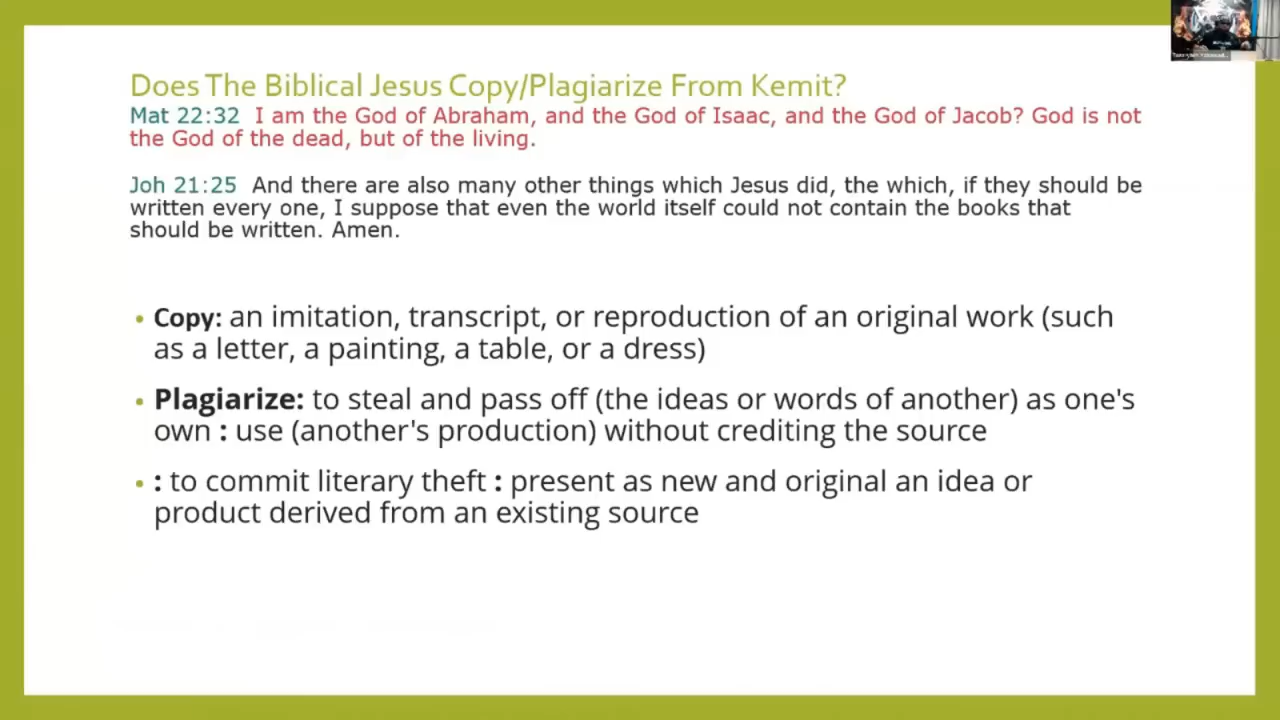 Does The Biblical Jesus Copy/Plagiarize From Kemit?
Mat 22:32 I am the God of Abraham, and the God of Isaac, and the God of Jacob? God is not
the God of the dead, but of the living.
Joh 21:25 And there are also many other things which Jesus did, the which, if they should be
written every one, I suppose that even the world itself could not contain the books that
should be written. Amen.
• Copy: an imitation, transcript, or reproduction of an original work (such
as a letter, a painting, a table, or a dress)
• Plagiarize: to steal and pass off (the ideas or words of another) as one's
own : use (another's production) without crediting the source
• : to commit literary theft : present as new and original an idea or
product derived from an existing source